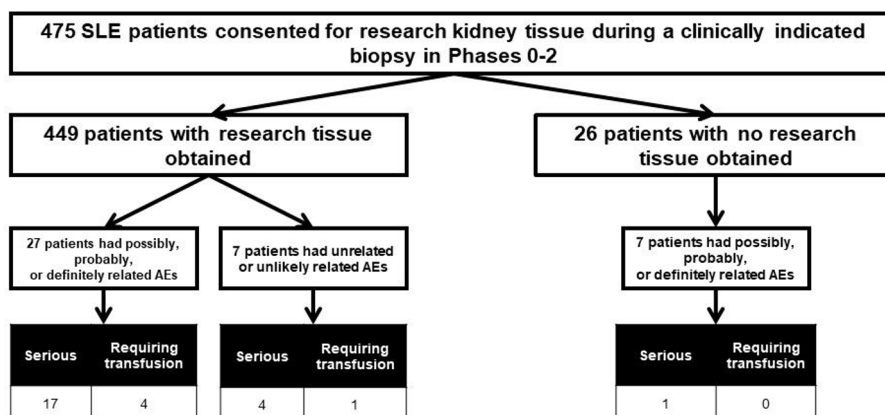 475 SLE patients consented for research kidney tissue during a clinically indicated
biopsy in Phases 0-2
449 patients with research tissue
obtained
26 patients with no research
tissue obtained
27 patients had possibly,
probably,
or definitely related AEs
7 patients had unrelated
or unlikely related AEs
7 patients had possibly,
probably,
or definitely related AEs
Serious
Requiring
transfusion
17
4
Serious
Requiring
transfusion
4
1
Serious
Requiring
transfusion
1
0